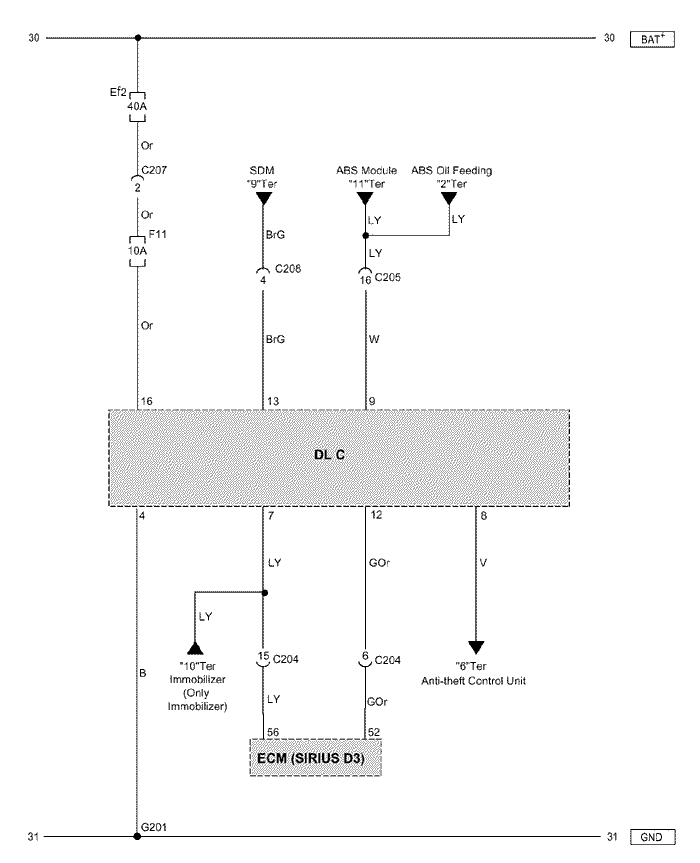 30
30
BAT+
Ef2
40A
Or
C207
2
Or
F11
10A
Or
SDM
"9"Ter
ABS Module
"11"Ter
ABS Oil Feeding
"2"Ter
BrG
LY
LY
LY
C208
4
16 C205
BrG
W
16
13
9
DL C
4
7
12
8
LY
GOr
V
LY
15
C204
6
C204
"10"Ter
Immobilizer
(Only
Immobilizer)
"6"Ter
Anti-theft Control Unit
B
LY
GOr
56
52
ECM (SIRIUS D3)
G201
31
31
GND